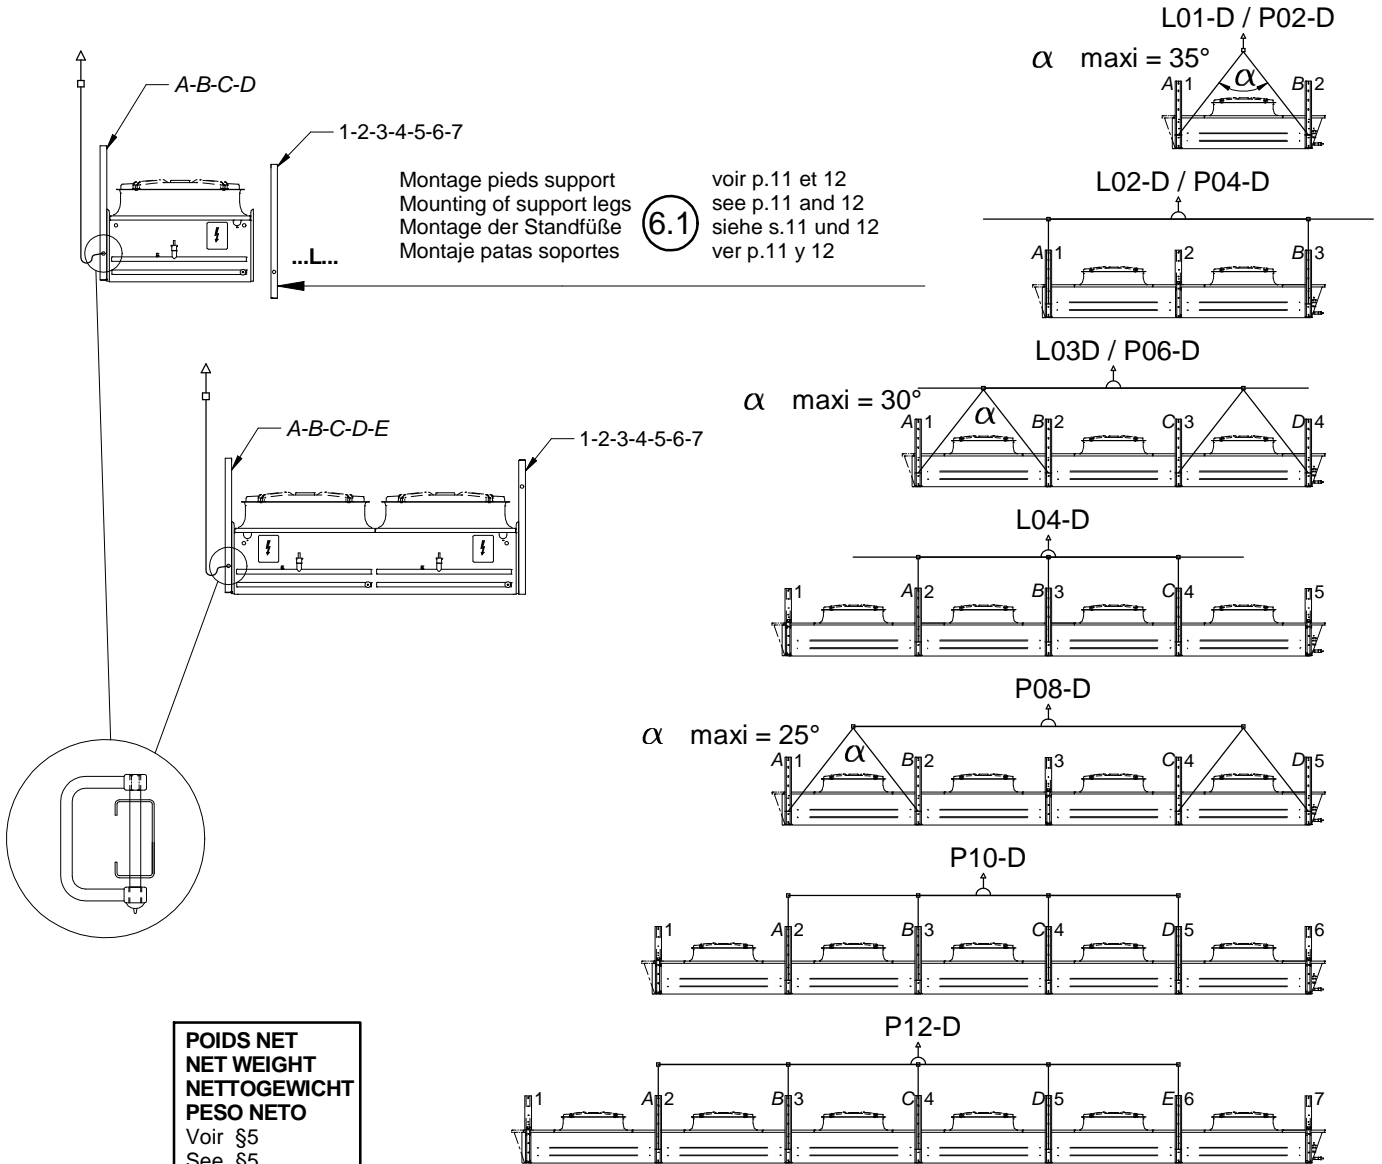 L01-D / P02-D
α maxi = 35°
α
A 1 B 2
A-B-C-D
1-2-3-4-5-6-7
Montage pieds support
Mounting of support legs
Montage der Standfüße
Montaje patas soportes
6.1
voir p.11 et 12
see p.11 and 12
siehe s.11 und 12
ver p.11 y 12
...L...
L02-D / P04-D
A 1 2 B 3
L03D / P06-D
α maxi = 30°
α
A 1 B 2 C 3 D 4
A-B-C-D-E
1-2-3-4-5-6-7
L04-D
1 A 2 B 3 C 4 5
P08-D
α maxi = 25°
α
A 1 B 2 3 C 4 D 5
P10-D
1 A 2 B 3 C 4 D 5 6
P12-D
1 A 2 B 3 C 4 D 5 E 6 7
POIDS NET
NET WEIGHT
NETTOGEWICHT
PESO NETO
Voir §5
See §5